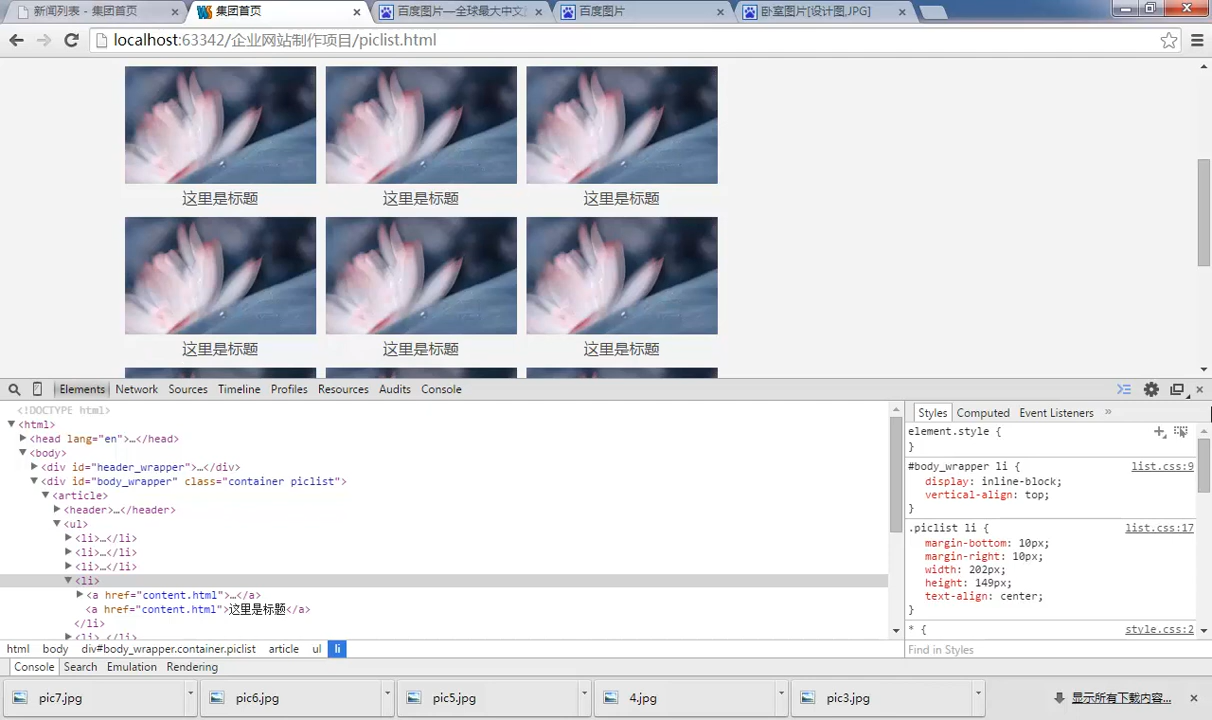 新闻列表 - 集团首页
集团首页
百度图片—全球最大中文
百度图片
卧室图片[设计图,JPG]
localhost:63342/企业网站制作项目/piclist.html
这里是标题 这里是标题 这里是标题
这里是标题 这里是标题 这里是标题
Elements Network Sources Timeline Profiles Resources Audits Console
<!DOCTYPE html>
<html>
<head lang="en">…</head>
<body>
<div id="header_wrapper">…</div>
<div id="body_wrapper" class="container piclist">
<article>
<header>…</header>
<ul>
<li>…</li>
<li>…</li>
<li>…</li>
<li>
<a href="content.html">…</a>
<a href="content.html">这里是标题</a>
</li>
<li>…</li>
Styles Computed Event Listeners »
element.style {
}
#body_wrapper li { list.css:9
display: inline-block;
vertical-align: top;
}
.piclist li { list.css:17
margin-bottom: 10px;
margin-right: 10px;
width: 202px;
height: 149px;
text-align: center;
}
* { style.css:2
Find in Styles
html body div#body_wrapper.container.piclist article ul li
Console Search Emulation Rendering
pic7.jpg pic6.jpg pic5.jpg 4.jpg pic3.jpg 显示所有下载内容...